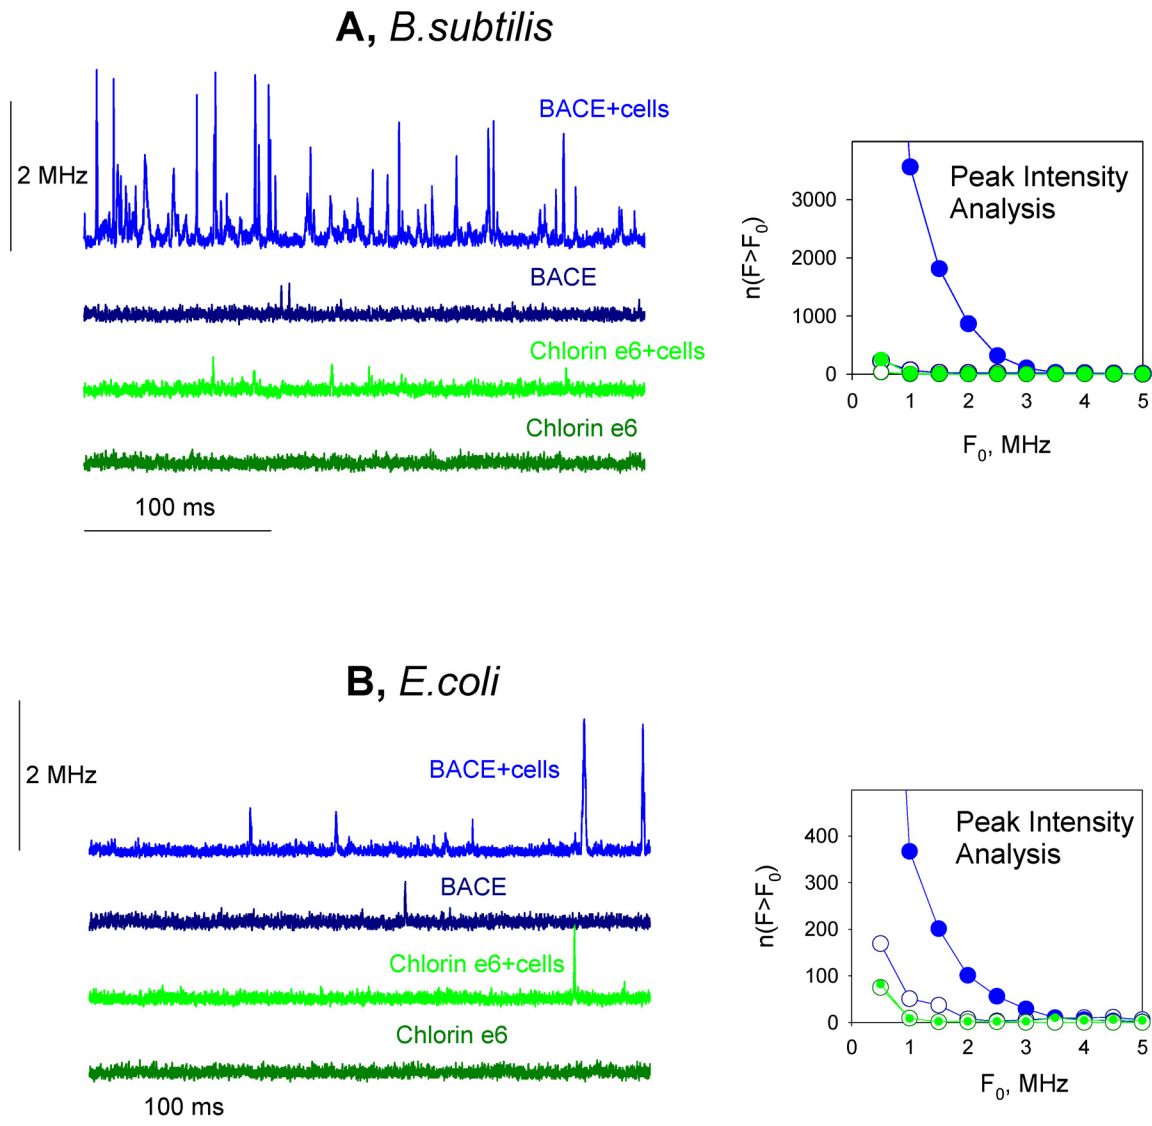 A, B.subtilis
BACE+cells
2 MHz
BACE
Chlorin e6+cells
Chlorin e6
100 ms
Peak Intensity
Analysis
n(F>F0)
3000
2000
1000
0
0 1 2 3 4 5
F0, MHz
B, E.coli
BACE+cells
2 MHz
BACE
Chlorin e6+cells
Chlorin e6
100 ms
Peak Intensity
Analysis
n(F>F0)
400
300
200
100
0
0 1 2 3 4 5
F0, MHz